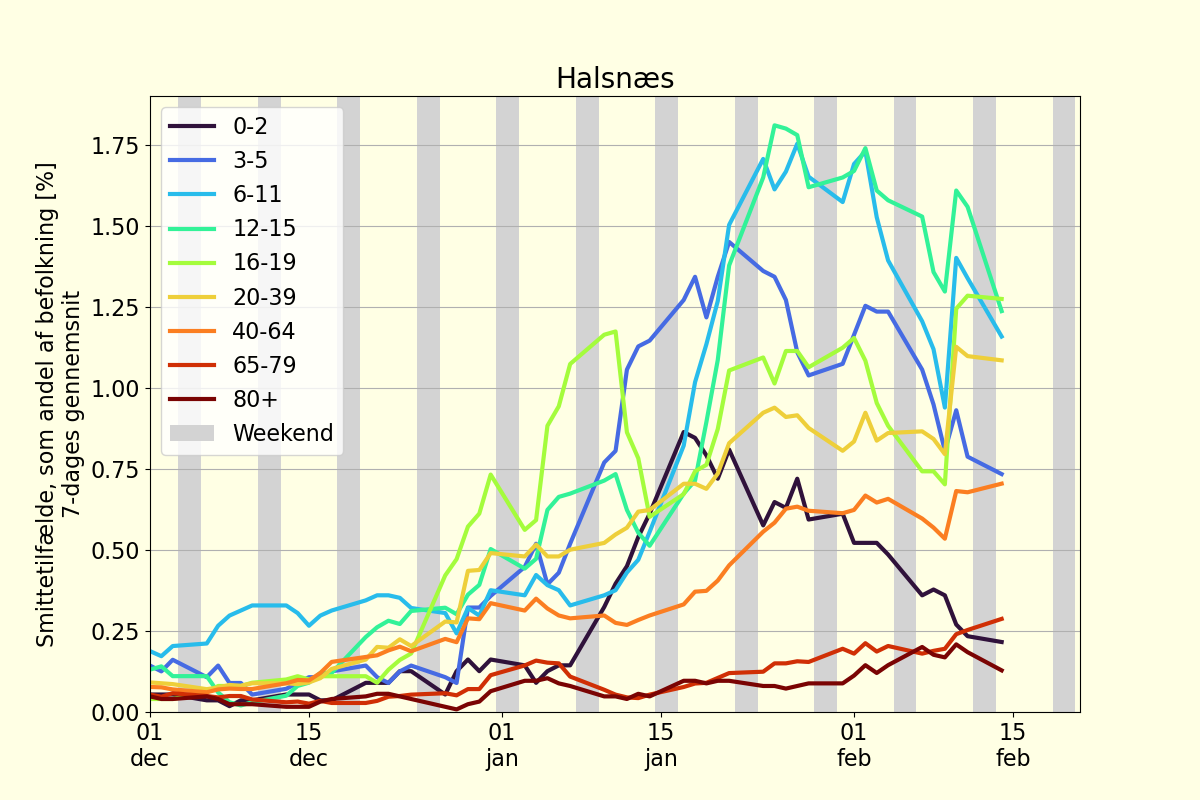 Halsnæs
Smittetilfælde, som andel af befolkning [%]
7-dages gennemsnit
1.75
1.50
1.25
1.00
0.75
0.50
0.25
0.00
0-2
3-5
6-11
12-15
16-19
20-39
40-64
65-79
80+
Weekend
01
dec
15
dec
01
jan
15
jan
01
feb
15
feb